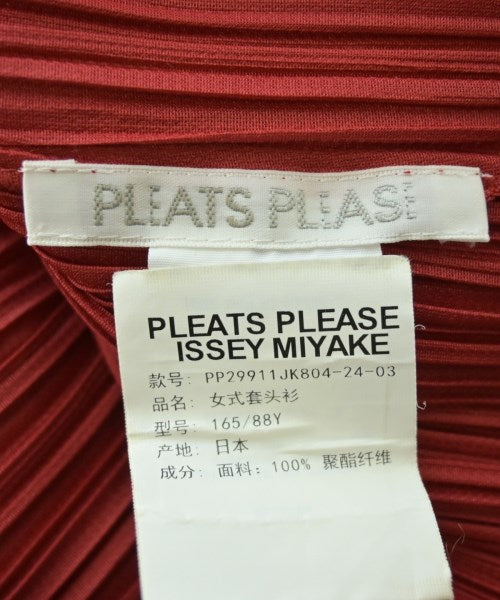 PLEATS PLEASE
PLEATS PLEASE
ISSEY MIYAKE
款号: PP29911JK804-24-03
品名: 女式套头衫
型号: 165/88Y
产地: 日本
成分: 面料: 100% 聚酯纤维